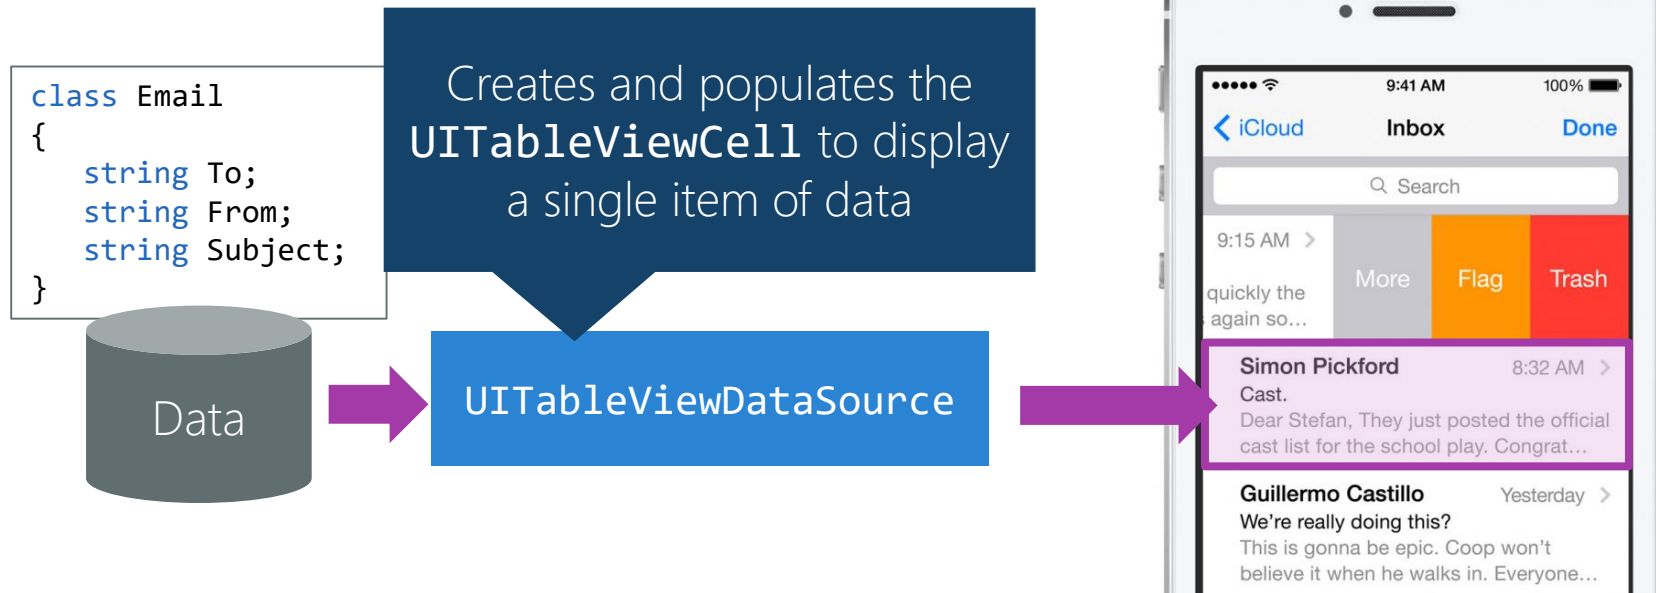 class Email
{
string To;
string From;
string Subject;
}
Data
Creates and populates the
UITableViewCell to display
a single item of data
UITableViewDataSource
9:41 AM
100%
iCloud
Inbox
Done
Search
9:15 AM
quickly the
again so...
More
Flag
Trash
Simon Pickford
8:32 AM
Cast.
Dear Stefan, They just posted the official
cast list for the school play. Congrat...
Guillermo Castillo
Yesterday
We're really doing this?
This is gonna be epic. Coop won't
believe it when he walks in. Everyone...